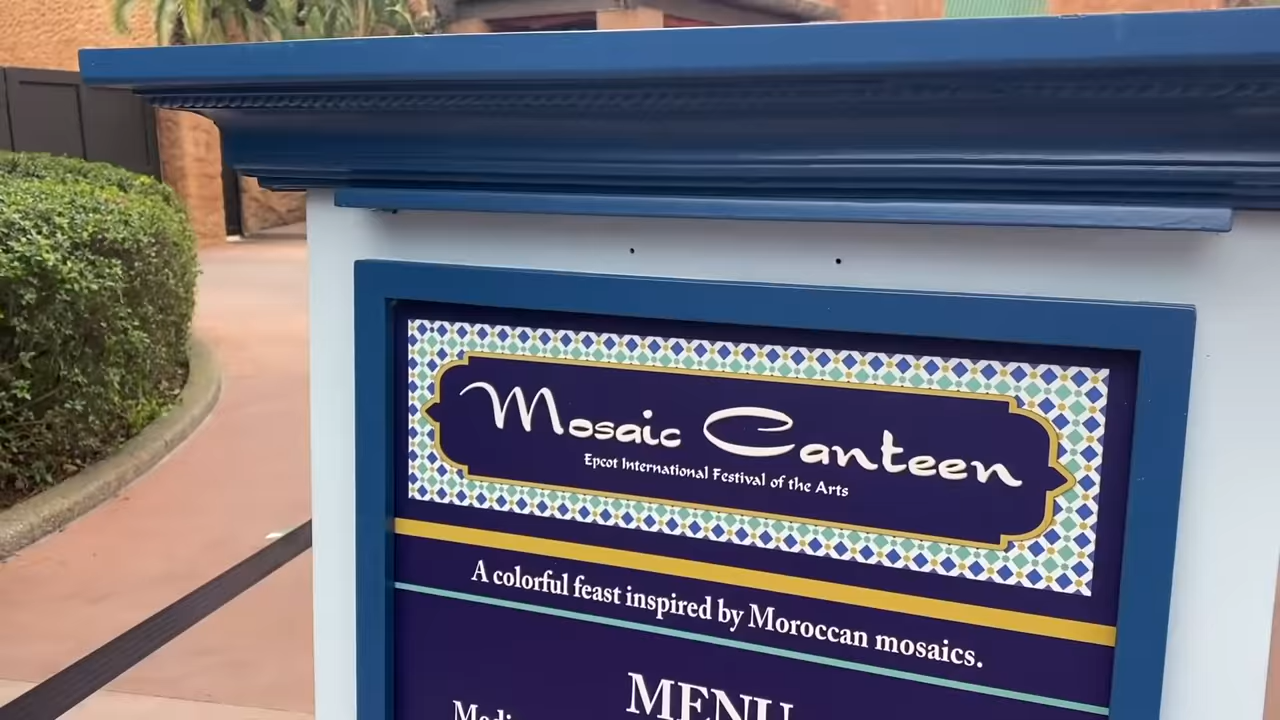 Mosaic Canteen
Epcot International Festival of the Arts
A colorful feast inspired by Moroccan mosaics.
MENU